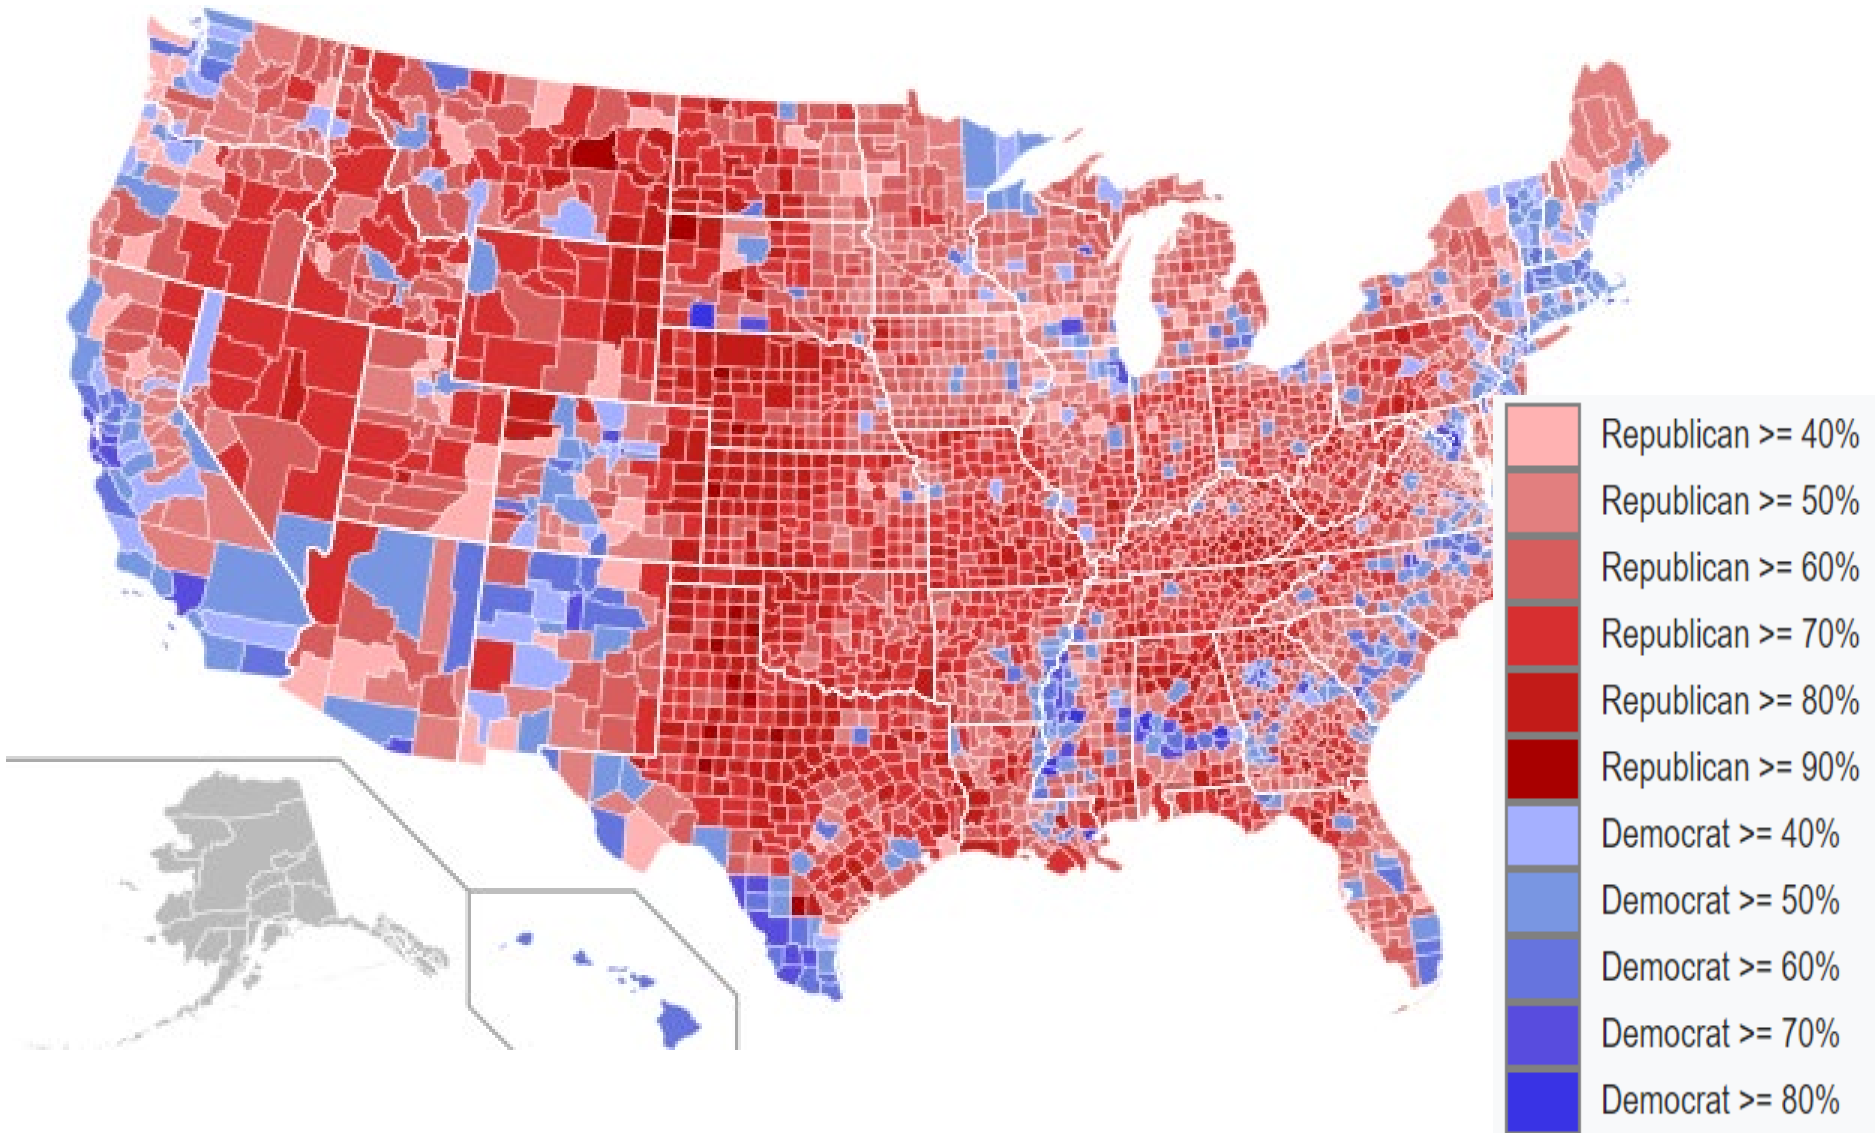 Republican >= 40%
Republican >= 50%
Republican >= 60%
Republican >= 70%
Republican >= 80%
Republican >= 90%
Democrat >= 40%
Democrat >= 50%
Democrat >= 60%
Democrat >= 70%
Democrat >= 80%